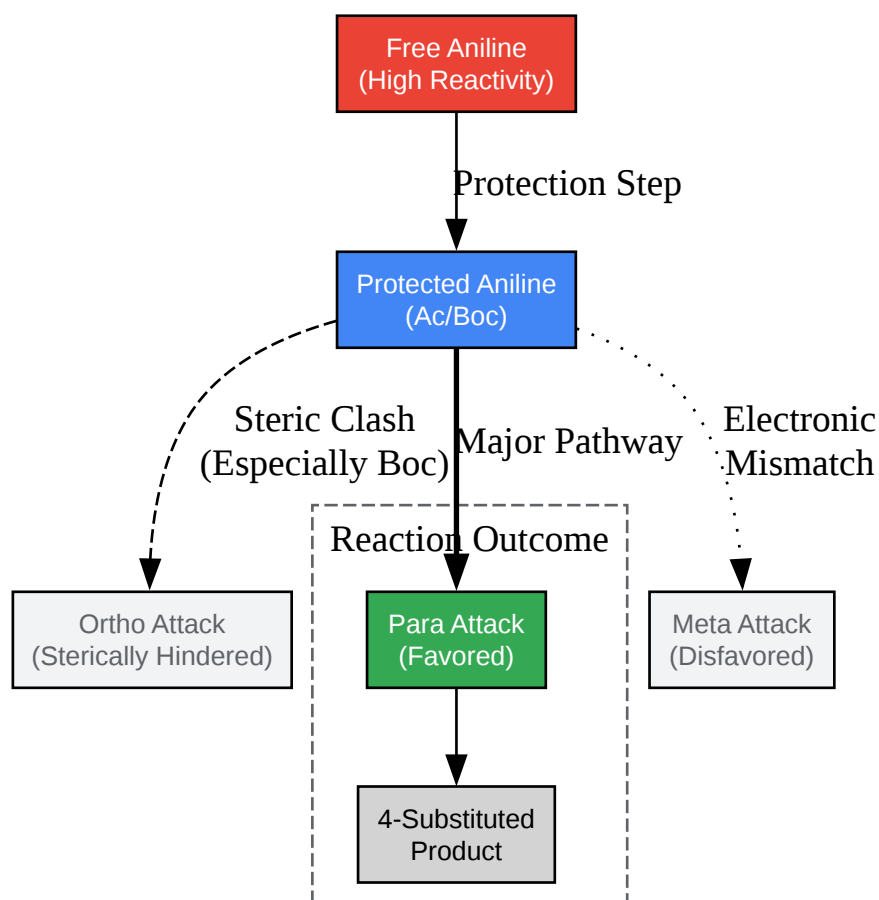 Free Aniline
(High Reactivity)
Protection Step
Protected Aniline
(Ac/Boc)
Steric Clash
(Especially Boc)
Major Pathway
Electronic
Mismatch
Reaction Outcome
Ortho Attack
(Sterically Hindered)
Para Attack
(Favored)
Meta Attack
(Disfavored)
4-Substituted
Product